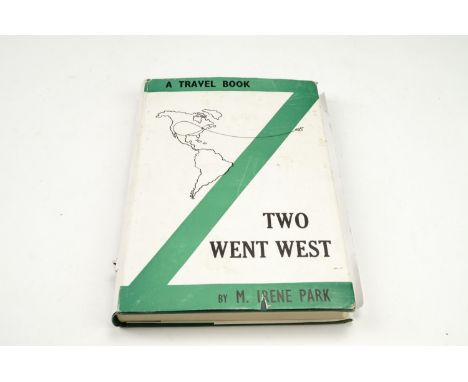 A TRAVEL BOOK
TWO
WENT WEST
BY M. IRENE PARK